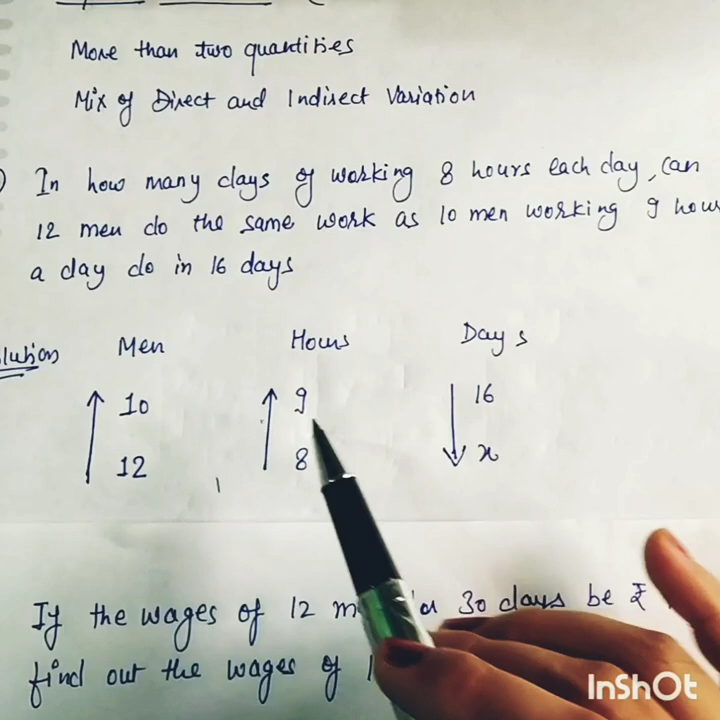 More than two quantities
Mix of Direct and Indirect Variation
In how many days of working 8 hours each day, can
12 men do the same work as 10 men working 9 hour
a day do in 16 days
Men Hours Days
10 9 16
12 8 x
If the wages of 12 30 days be ₹
find out the wages of
InShOt